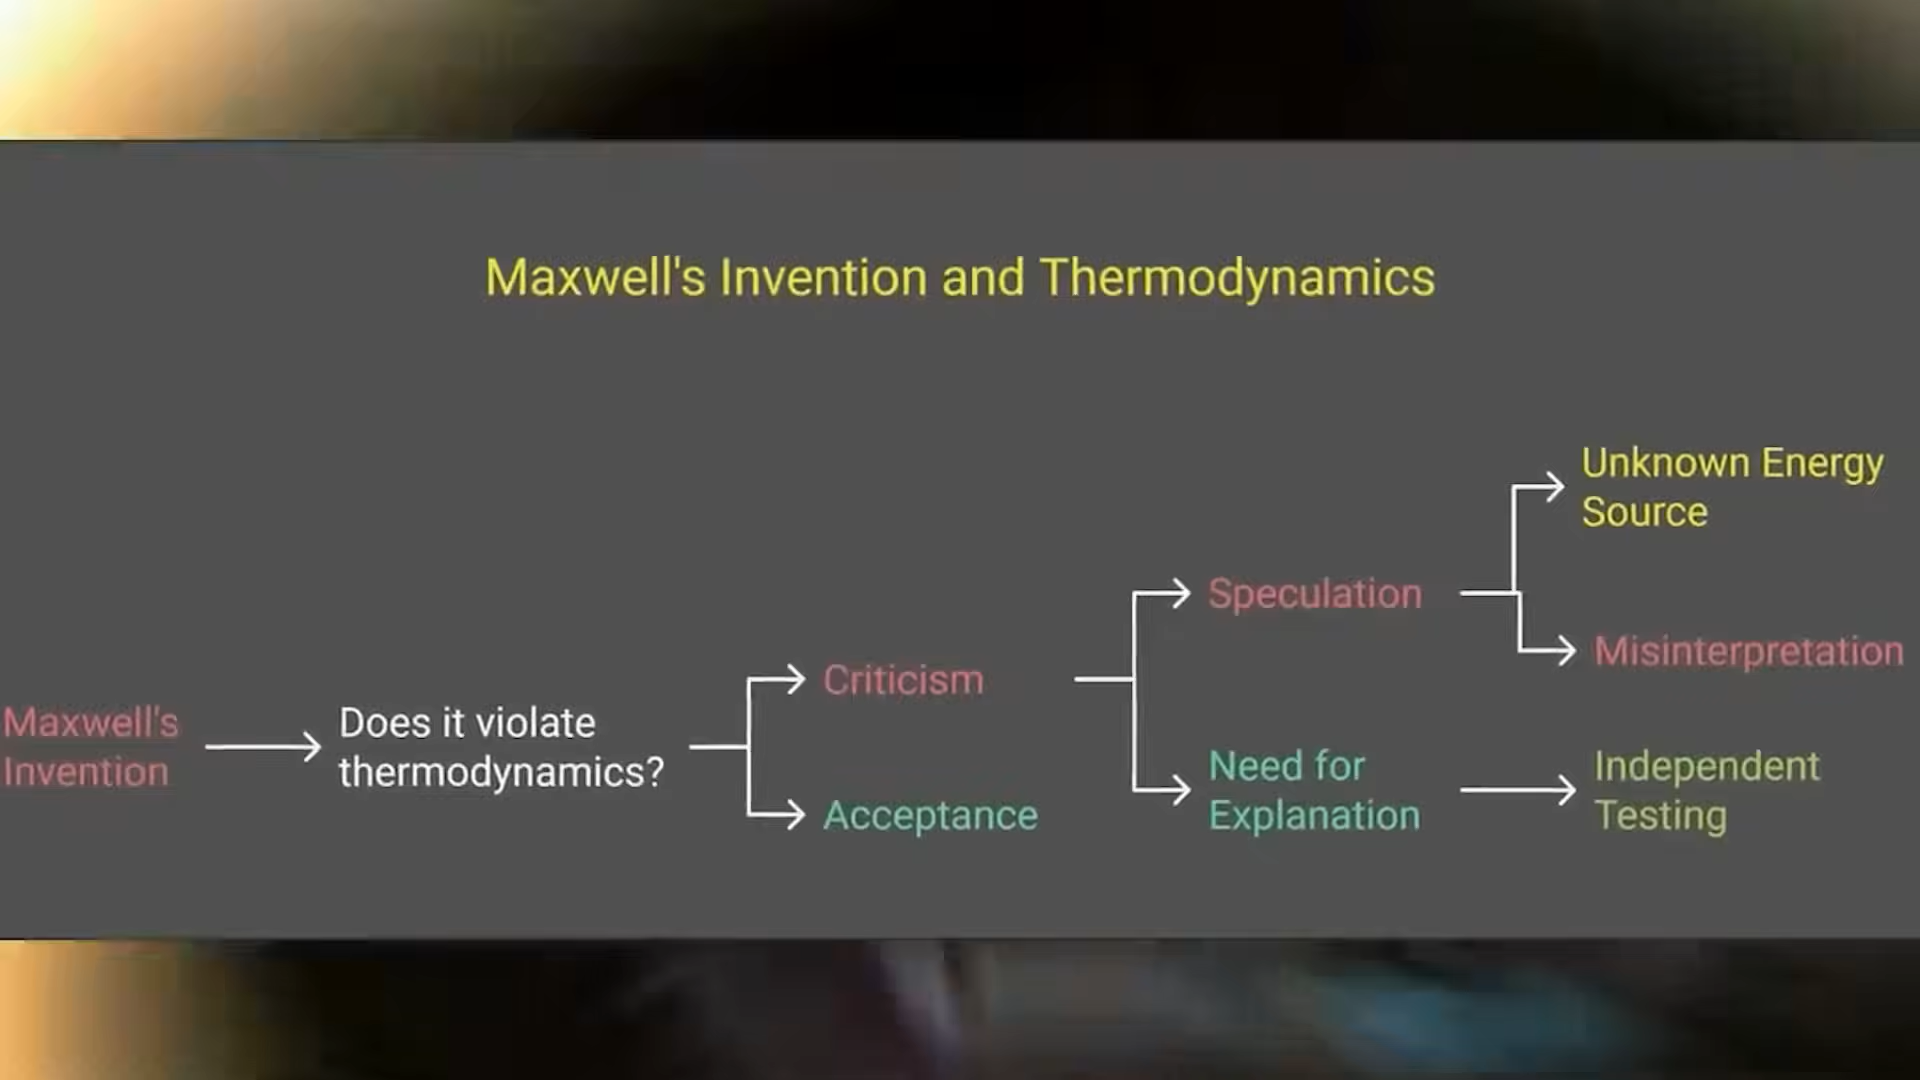 Maxwell's Invention and Thermodynamics
Maxwell's
Invention
Does it violate
thermodynamics?
Criticism
Acceptance
Speculation
Need for
Explanation
Unknown Energy
Source
Misinterpretation
Independent
Testing